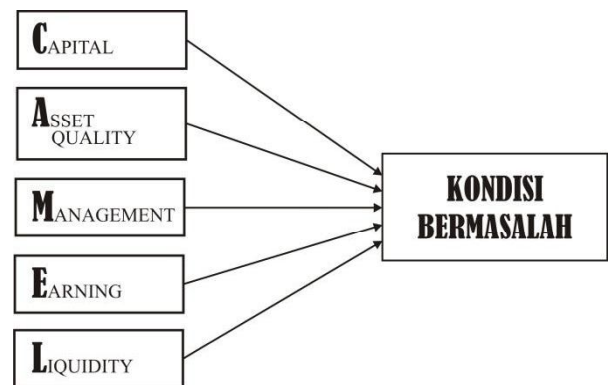 CAPITAL
ASSET
QUALITY
MANAGEMENT
EARNING
LIQUIDITY
KONDISI
BERMASALAH